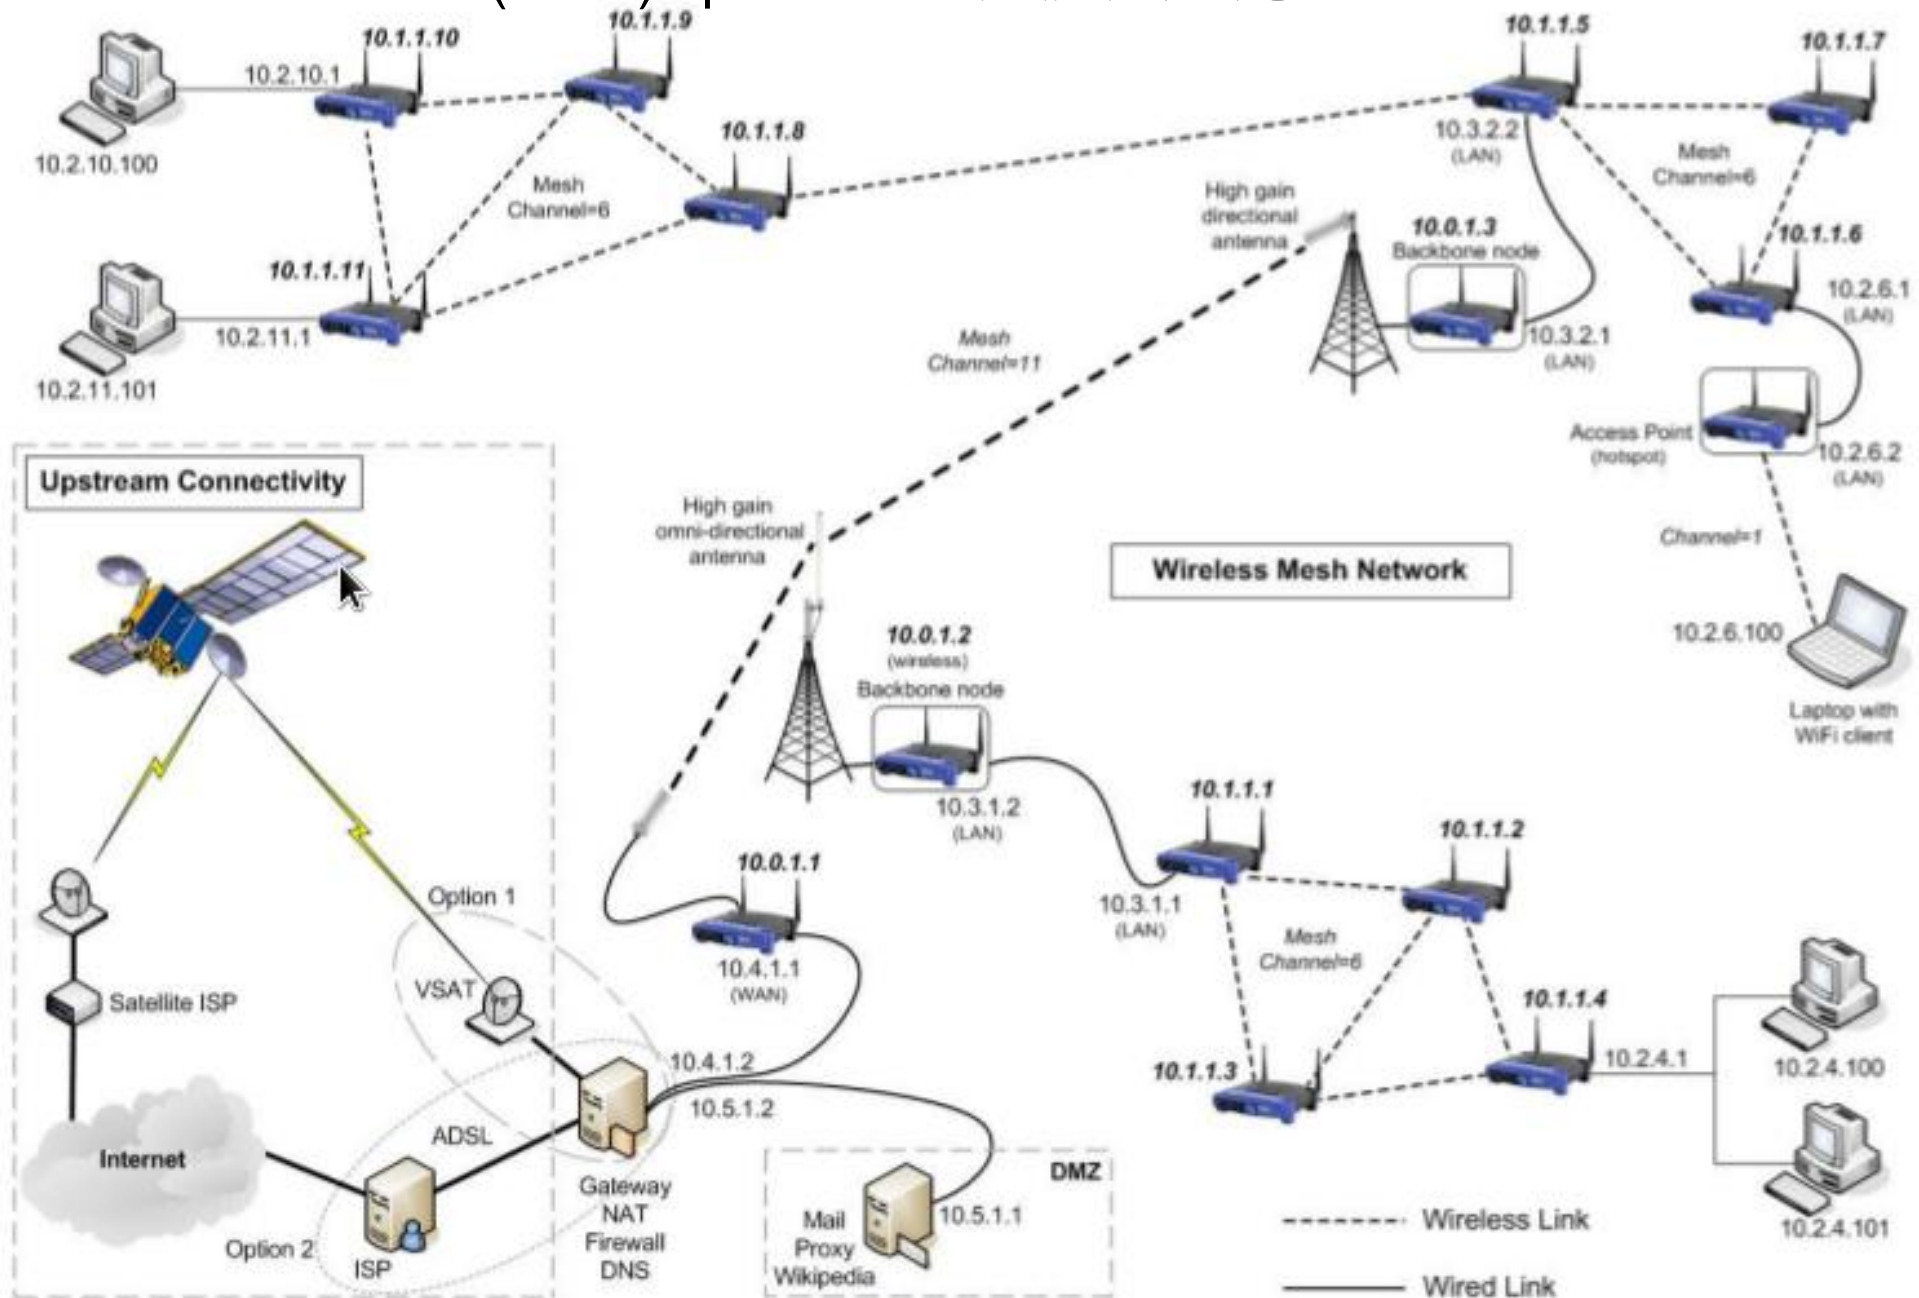 10.1.1.10
10.1.1.9
10.1.1.5
10.1.1.7
10.2.10.1
10.1.1.8
10.2.10.100
10.3.2.2
(LAN)
Mesh
Channel=6
Mesh
Channel=6
High gain
directional
antenna
10.0.1.3
Backbone node
10.1.1.6
10.1.1.11
10.2.6.1
(LAN)
10.2.11.1
10.2.11.101
10.3.2.1
(LAN)
Mesh
Channel=11
Access Point
(hotspot)
10.2.6.2
(LAN)
Upstream Connectivity
High gain
omni-directional
antenna
Channel=1
Wireless Mesh Network
10.0.1.2
(wireless)
Backbone node
10.2.6.100
Laptop with
WiFi client
10.3.1.2
(LAN)
10.1.1.1
10.1.1.2
10.0.1.1
Option 1
10.3.1.1
(LAN)
Mesh
Channel=6
10.4.1.1
(WAN)
VSAT
Satellite ISP
10.1.1.4
10.4.1.2
10.1.1.3
10.2.4.1
10.2.4.100
10.5.1.2
ADSL
Internet
DMZ
Gateway
NAT
Firewall
DNS
Mail
Proxy
Wikipedia
10.5.1.1
Option 2
ISP
Wireless Link
10.2.4.101
Wired Link